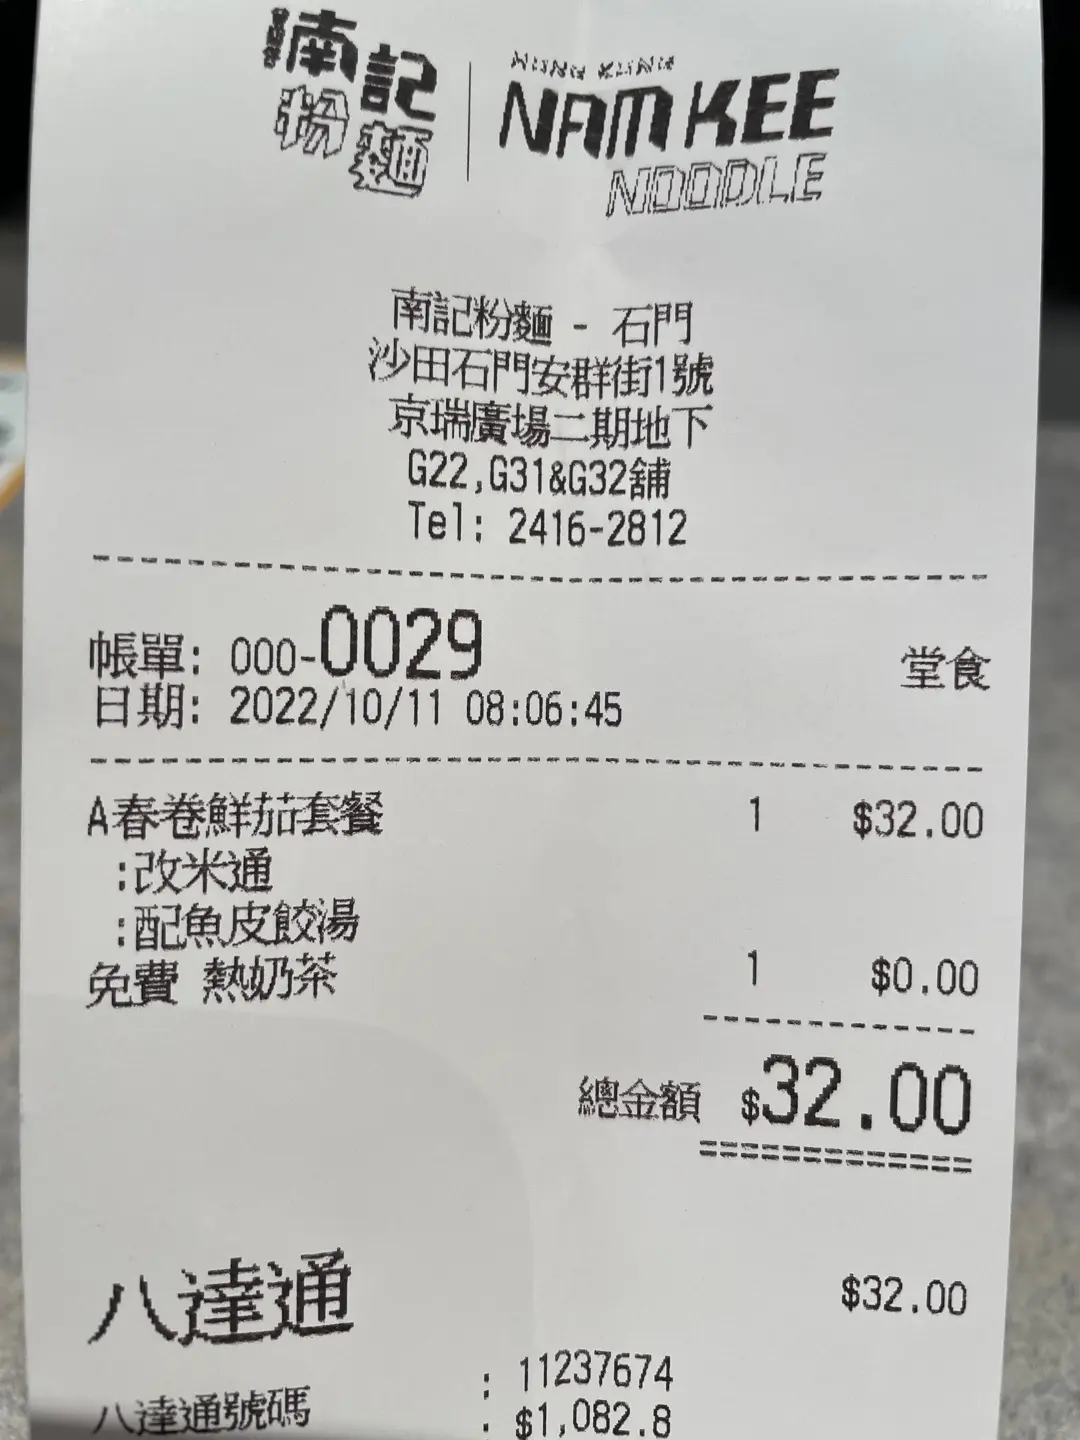 南記
粉麵
NAM KEE
NOODLE
南記粉麵 - 石門
沙田石門安群街1號
京瑞廣場二期地下
G22,G31&G32舖
Tel: 2416-2812
帳單: 000-0029 堂食
日期: 2022/10/11 08:06:45
A春卷鮮茄套餐 1 $32.00
:改米通
:配魚皮餃湯
免費 熱奶茶 1 $0.00
總金額 $32.00
八達通 $32.00
八達通號碼 : 11237674
: $1,082.8